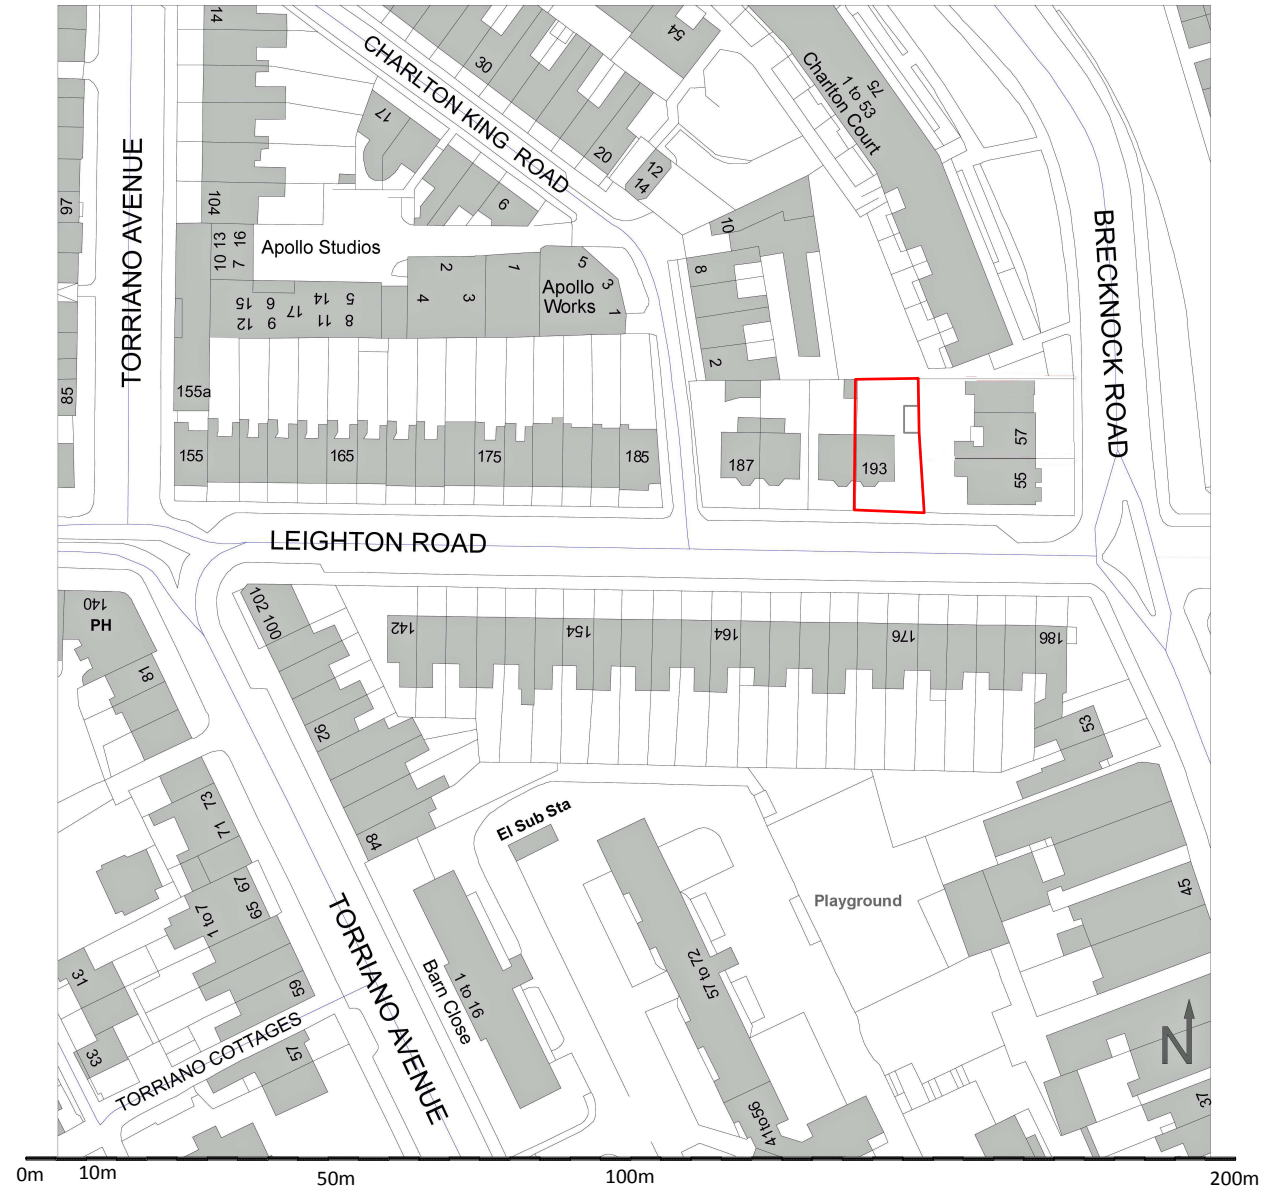 14
54
CHARLTON KING ROAD
30
75
1 to 53
Charlton Court
17
20
12
14
TORRIANO AVENUE
97
104
6
10
BRECKNOCK ROAD
13 16
10 7
Apollo Studios
2
1
5
3
8
15 6 17 14 5
12 9 11 8
4
3
Apollo
Works
1
2
85
155a
155
165
175
185
187
193
57
55
LEIGHTON ROAD
102 100
140
PH
142
154
164
176
186
81
92
53
73
71
84
El Sub Sta
67
65
1 to 7
45
Playground
TORRIANO AVENUE
Barn Close
1 to 16
57 to 72
31
59
33
57
TORRIANO COTTAGES
N
37
41to56
0m
10m
50m
100m
200m